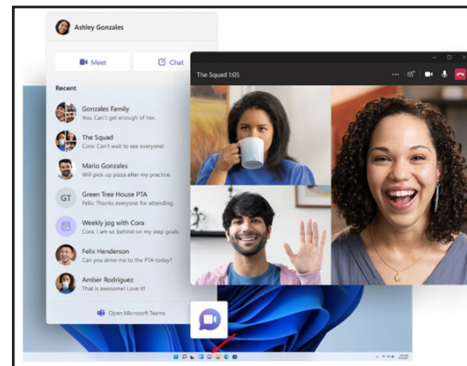 Ashley Gonzales
Meet
Chat
Recent
Gonzales Family
You: Can't get enough of her.
The Squad
Cora: Can't wait to see everyone!
Mario Gonzales
Will pick up pizza after my practice.
GT
Green Tree House PTA
Felix: Thanks everyone for attending.
Weekly jog with Cora
Cora: I am so behind on my step goals.
Felix Henderson
Can you drive me to the PTA today?
Amber Rodriguez
That is awesome! Love it!
Open Microsoft Teams
The Squad 1:05